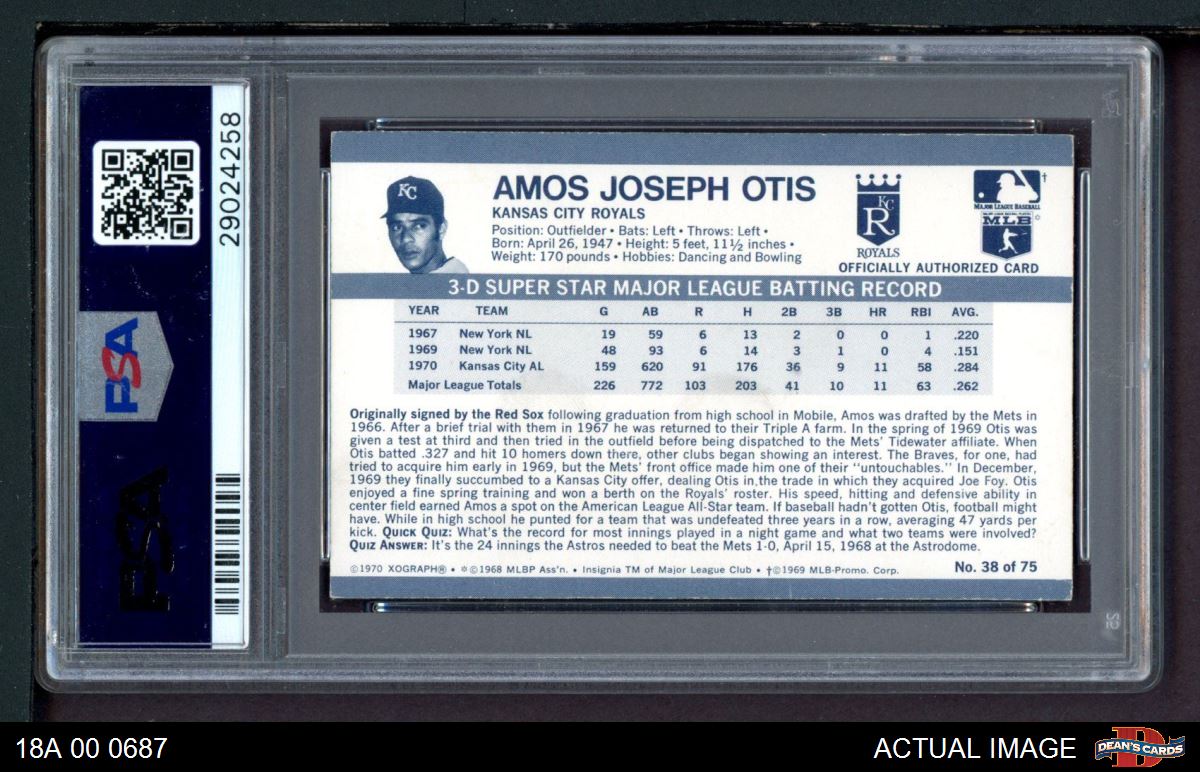 29024258
PSA
PSA
KC
AMOS JOSEPH OTIS
KANSAS CITY ROYALS
Position: Outfielder • Bats: Left • Throws: Left •
Born: April 26, 1947 • Height: 5 feet, 11½ inches •
Weight: 170 pounds • Hobbies: Dancing and Bowling
KC
R
ROYALS
†
MAJOR LEAGUE BASEBALL
MLB
OFFICIALLY AUTHORIZED CARD
3-D SUPER STAR MAJOR LEAGUE BATTING RECORD
YEAR TEAM G AB R H 2B 3B HR RBI AVG.
1967 New York NL 19 59 6 13 2 0 0 1 .220
1969 New York NL 48 93 6 14 3 1 0 4 .151
1970 Kansas City AL 159 620 91 176 36 9 11 58 .284
Major League Totals 226 772 103 203 41 10 11 63 .262
Originally signed by the Red Sox following graduation from high school in Mobile, Amos was drafted by the Mets in
1966. After a brief trial with them in 1967 he was returned to their Triple A farm. In the spring of 1969 Otis was
given a test at third and then tried in the outfield before being dispatched to the Mets' Tidewater affiliate. When
Otis batted .327 and hit 10 homers down there, other clubs began showing an interest. The Braves, for one, had
tried to acquire him early in 1969, but the Mets' front office made him one of their "untouchables." In December,
1969 they finally succumbed to a Kansas City offer, dealing Otis in the trade in which they acquired Joe Foy. Otis
enjoyed a fine spring training and won a berth on the Royals' roster. His speed, hitting and defensive ability in
center field earned Amos a spot on the American League All-Star team. If baseball hadn't gotten Otis, football might
have. While in high school he punted for a team that was undefeated three years in a row, averaging 47 yards per
kick. QUICK QUIZ: What's the record for most innings played in a night game and what two teams were involved?
QUIZ ANSWER: It's the 24 innings the Astros needed to beat the Mets 1-0, April 15, 1968 at the Astrodome.
©1970 XOGRAPH® • ©1968 MLBP Ass'n. • Insignia TM of Major League Club • †©1969 MLB-Promo. Corp.
No. 38 of 75
18A 00 0687
ACTUAL IMAGE
D
DEAN'S CARDS